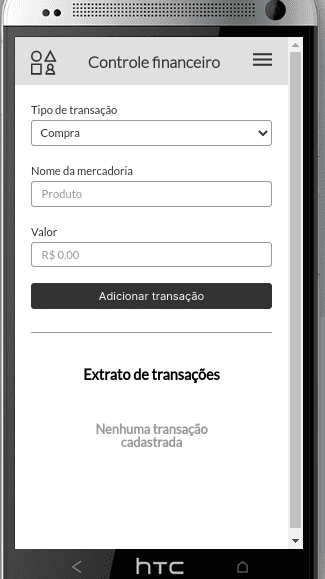 Controle financeiro
Tipo de transação
Compra
Nome da mercadoria
Produto
Valor
R$ 0,00
Adicionar transação
Extrato de transações
Nenhuma transação
cadastrada
hTC